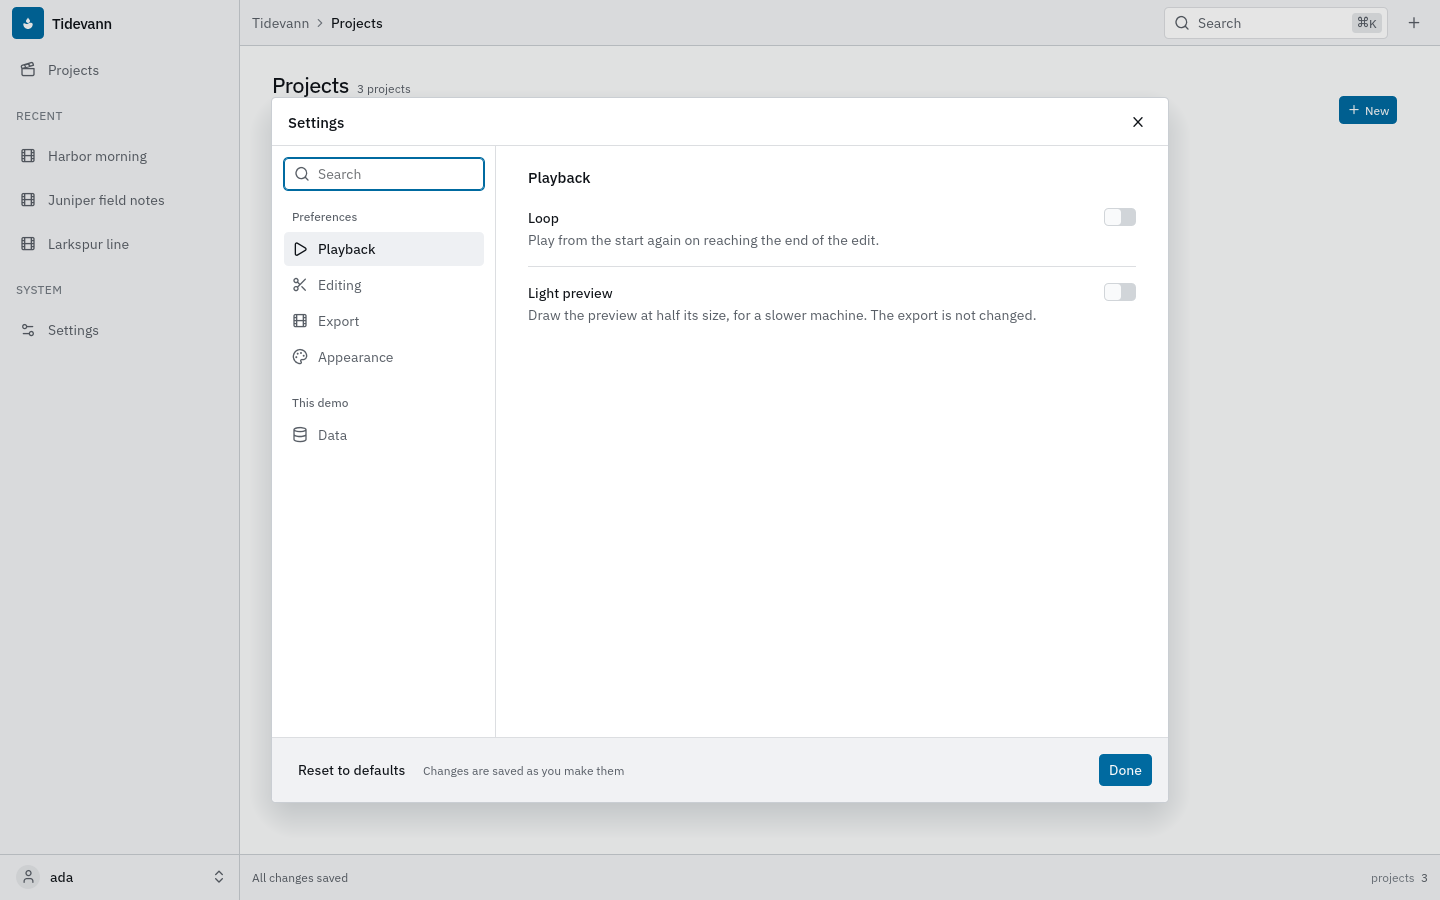 Tidevann
Projects
RECENT
Harbor morning
Juniper field notes
Larkspur line
SYSTEM
Settings
ada
Tidevann > Projects
Search ⌘K
Projects 3 projects
New
Settings
Search
Preferences
Playback
Editing
Export
Appearance
This demo
Data
Playback
Loop
Play from the start again on reaching the end of the edit.
Light preview
Draw the preview at half its size, for a slower machine. The export is not changed.
Reset to defaults
Changes are saved as you make them
Done
All changes saved
projects 3